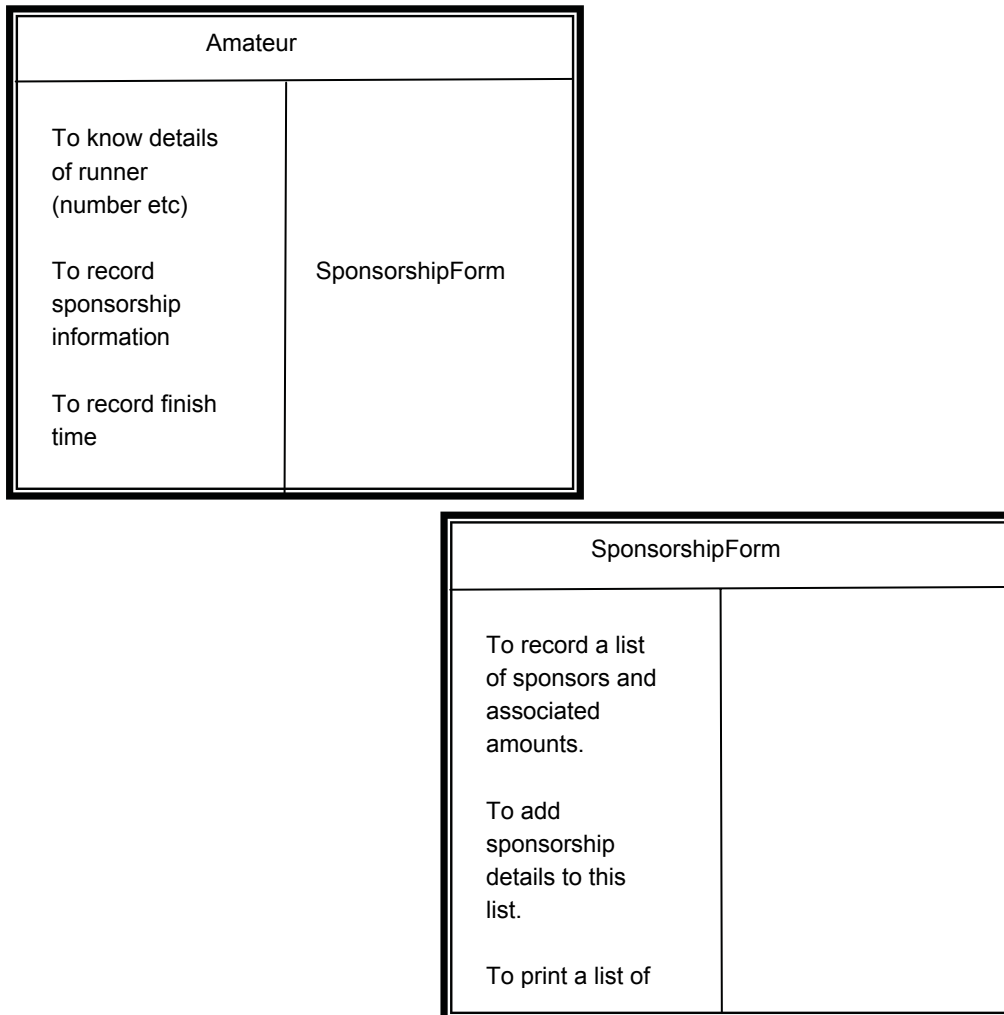 Amateur
To know details
of runner
(number etc)
To record
sponsorship
information
SponsorshipForm
To record finish
time
SponsorshipForm
To record a list
of sponsors and
associated
amounts.
To add
sponsorship
details to this
list.
To print a list of